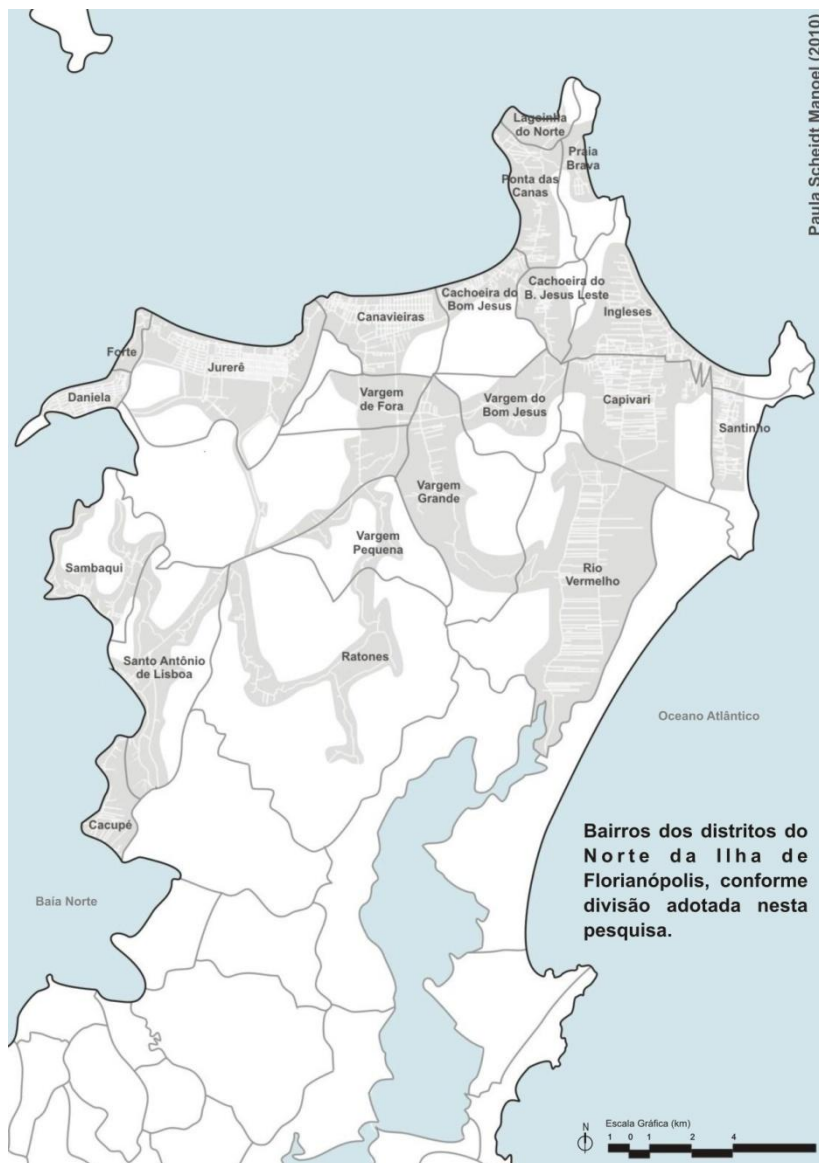 Paula Scheidt Manoel (2010)
Lagoinha
do Norte
Praia
Brava
Ponta das
Canas
Cachoeira do
B. Jesus Leste
Cachoeira do
Bom Jesus
Ingleses
Canavieiras
Forte
Jurerê
Daniela
Vargem
de Fora
Vargem do
Bom Jesus
Capivari
Santinho
Vargem
Grande
Vargem
Pequena
Sambaqui
Rio
Vermelho
Santo Antônio
de Lisboa
Ratones
Oceano Atlântico
Cacupé
Baía Norte
Bairros dos distritos do
Norte da Ilha de
Florianópolis, conforme
divisão adotada nesta
pesquisa.
N
Escala Gráfica (km)
1 0 1 2 4